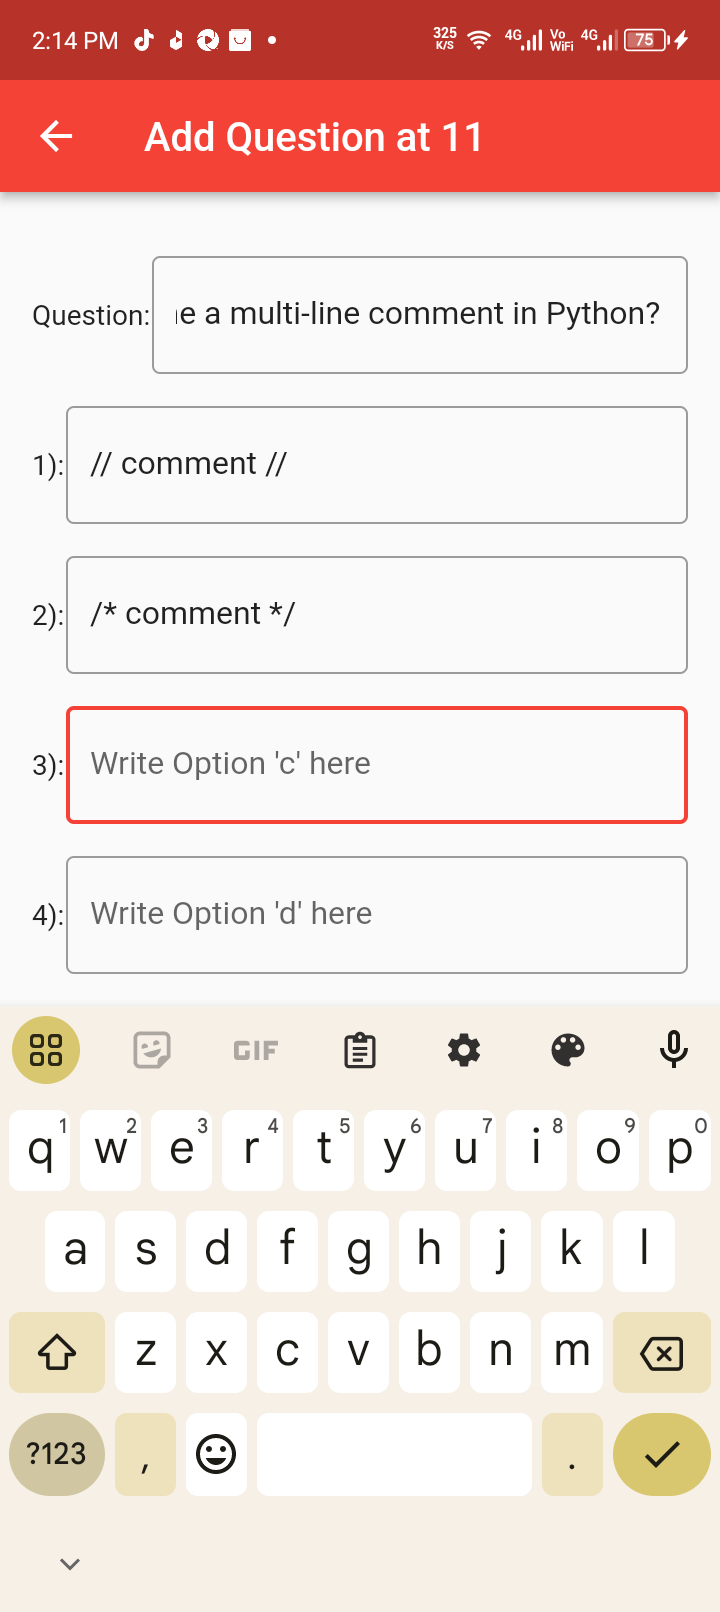 2:14 PM
325 K/S 4G Vo WiFi 4G 75
Add Question at 11
Question: e a multi-line comment in Python?
1): // comment //
2): /* comment */
3): Write Option 'c' here
4): Write Option 'd' here
GIF
q1 w2 e3 r4 t5 y6 u7 i8 o9 p0
a s d f g h j k l
z x c v b n m
?123 , .